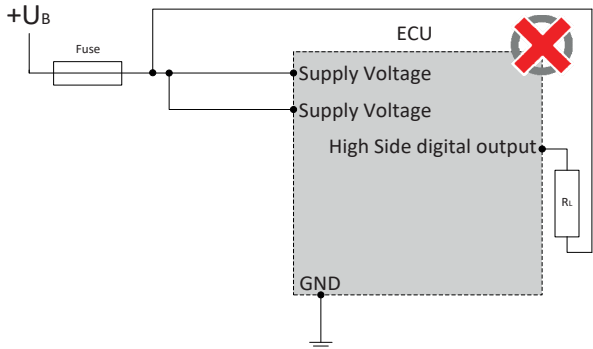 +UB
Fuse
ECU
Supply Voltage
Supply Voltage
High Side digital output
RL
GND